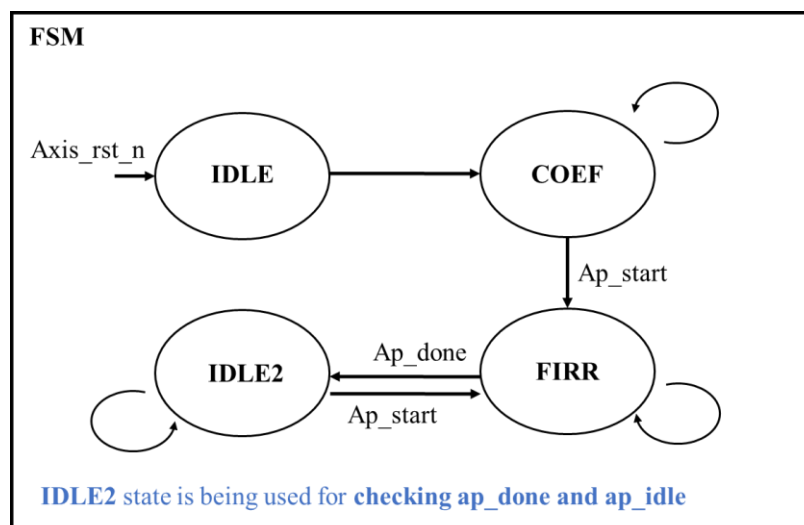 FSM
Axis_rst_n
IDLE
COEF
Ap_start
IDLE2
Ap_done
Ap_start
FIRR
IDLE2 state is being used for checking ap_done and ap_idle